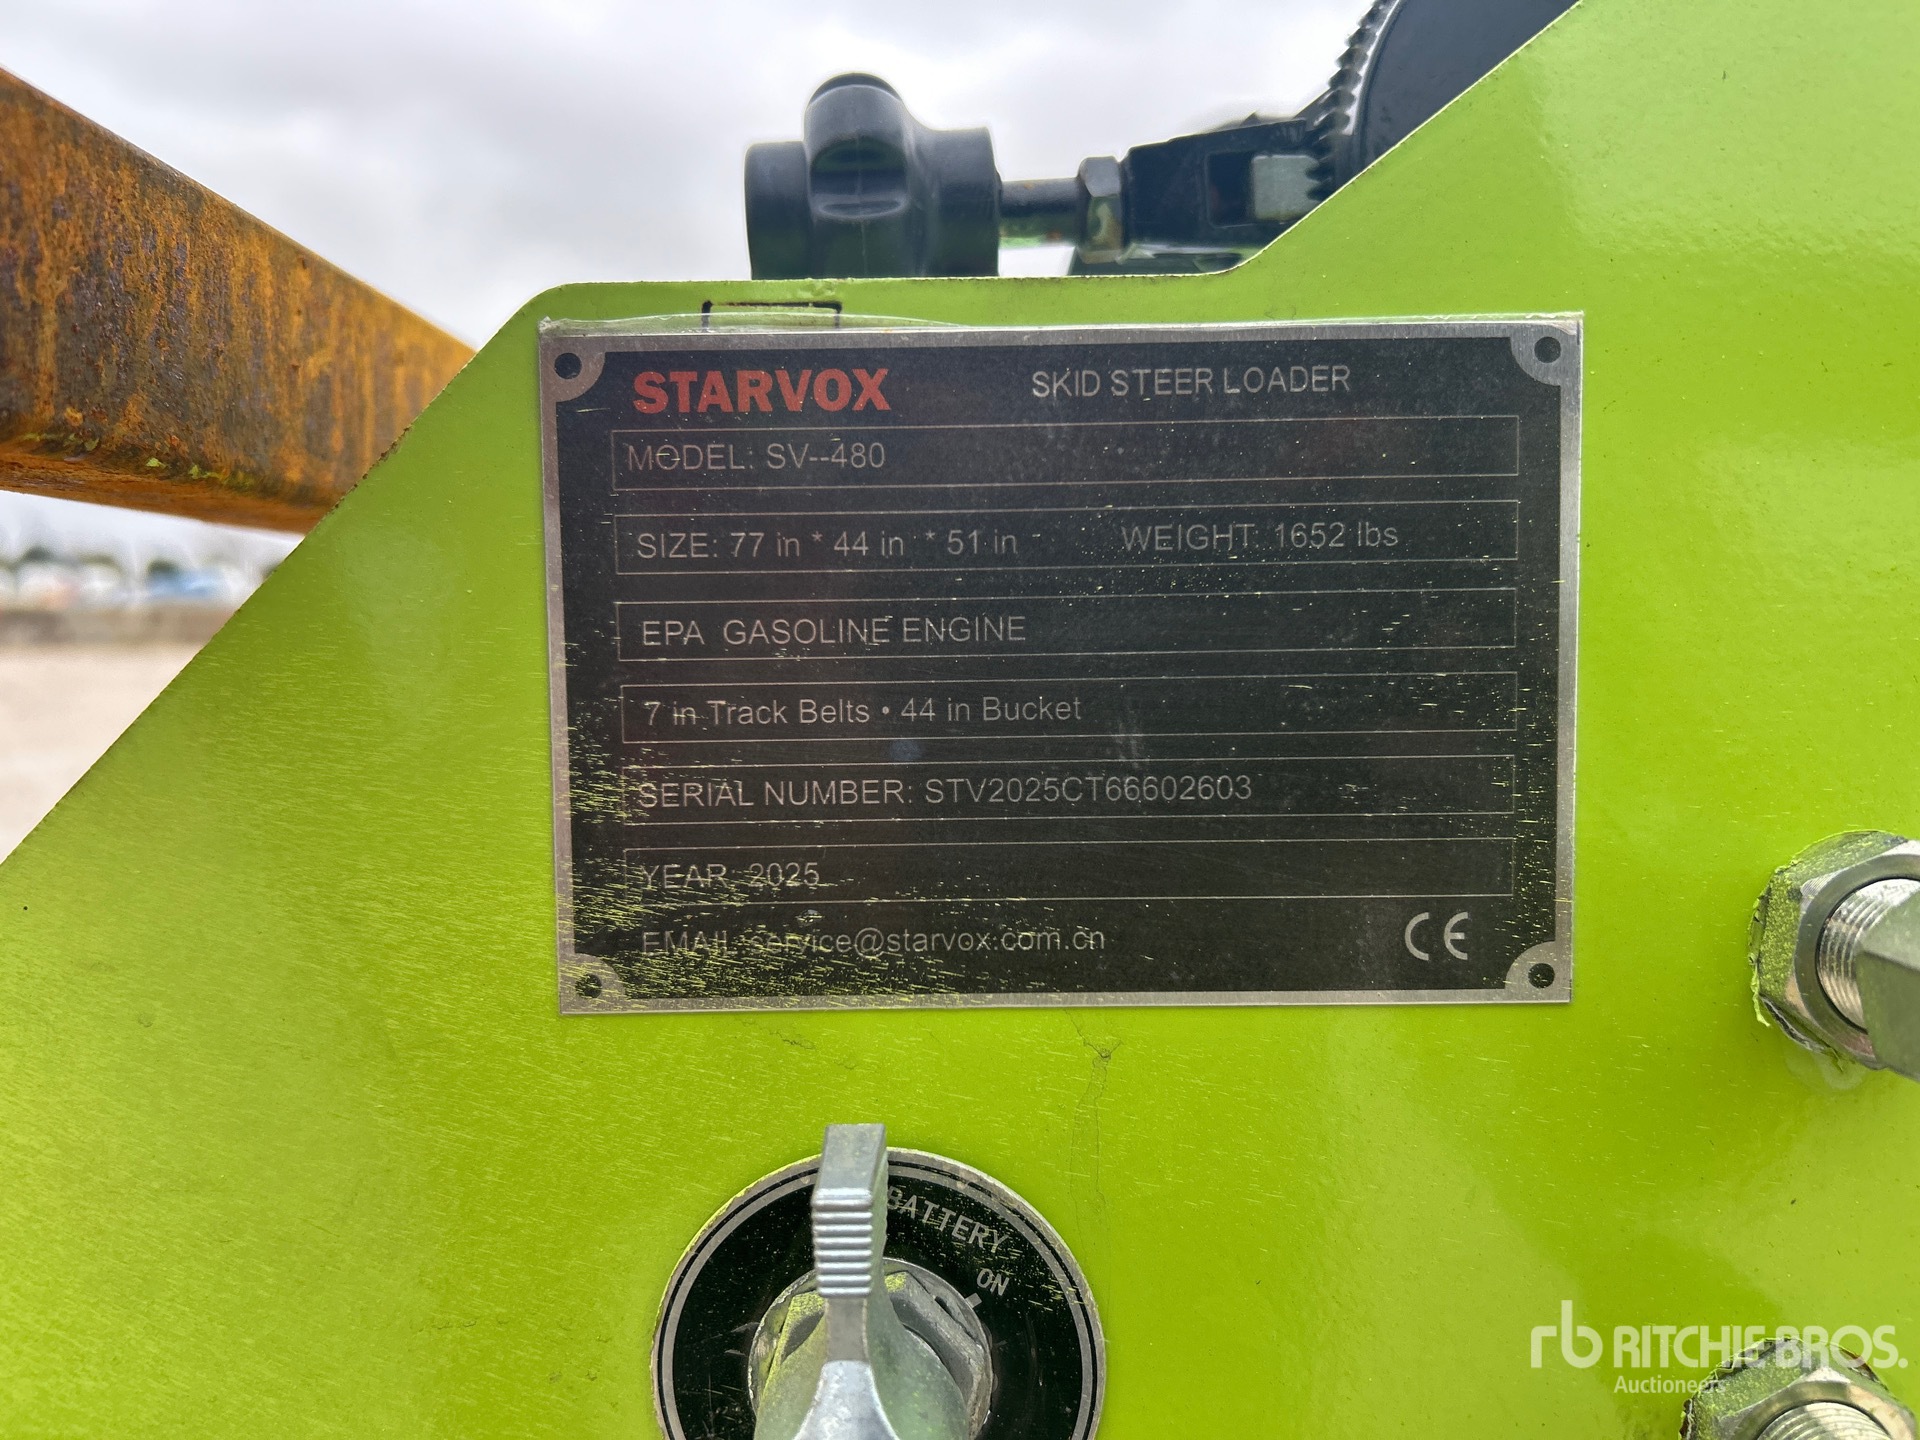 STARVOX SKID STEER LOADER
MODEL: SV--480
SIZE: 77 in * 44 in * 51 in WEIGHT: 1652 lbs
EPA GASOLINE ENGINE
7 in Track Belts • 44 in Bucket
SERIAL NUMBER: STV2025CT66602603
YEAR: 2025
EMAIL: service@starvox.com.cn CE
BATTERY
ON
rb RITCHIE BROS.
Auctioneers